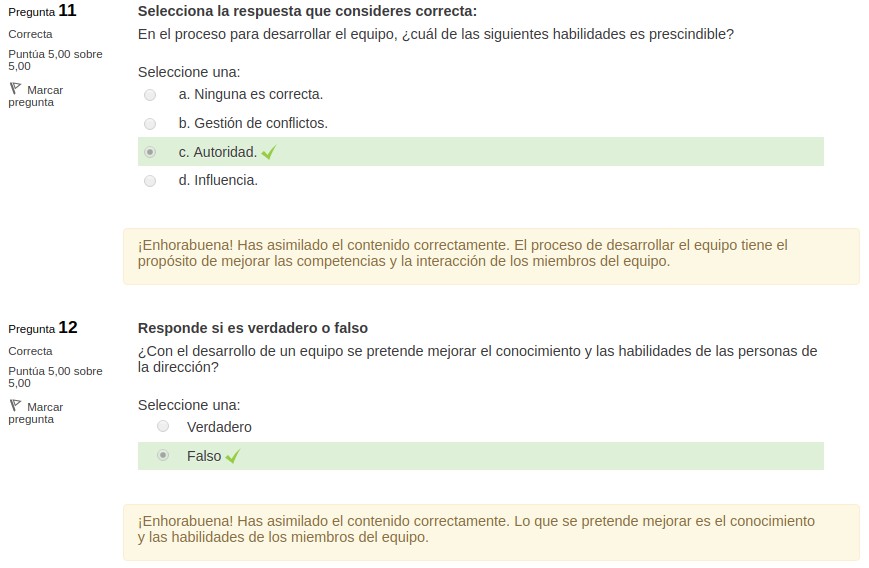 Pregunta 11
Correcta
Puntúa 5,00 sobre
5,00
Marcar
pregunta
Selecciona la respuesta que consideres correcta:
En el proceso para desarrollar el equipo, ¿cuál de las siguientes habilidades es prescindible?
Seleccione una:
a. Ninguna es correcta.
b. Gestión de conflictos.
c. Autoridad.
d. Influencia.
¡Enhorabuena! Has asimilado el contenido correctamente. El proceso de desarrollar el equipo tiene el
propósito de mejorar las competencias y la interacción de los miembros del equipo.
Pregunta 12
Correcta
Puntúa 5,00 sobre
5,00
Marcar
pregunta
Responde si es verdadero o falso
¿Con el desarrollo de un equipo se pretende mejorar el conocimiento y las habilidades de las personas de
la dirección?
Seleccione una:
Verdadero
Falso
¡Enhorabuena! Has asimilado el contenido correctamente. Lo que se pretende mejorar es el conocimiento
y las habilidades de los miembros del equipo.